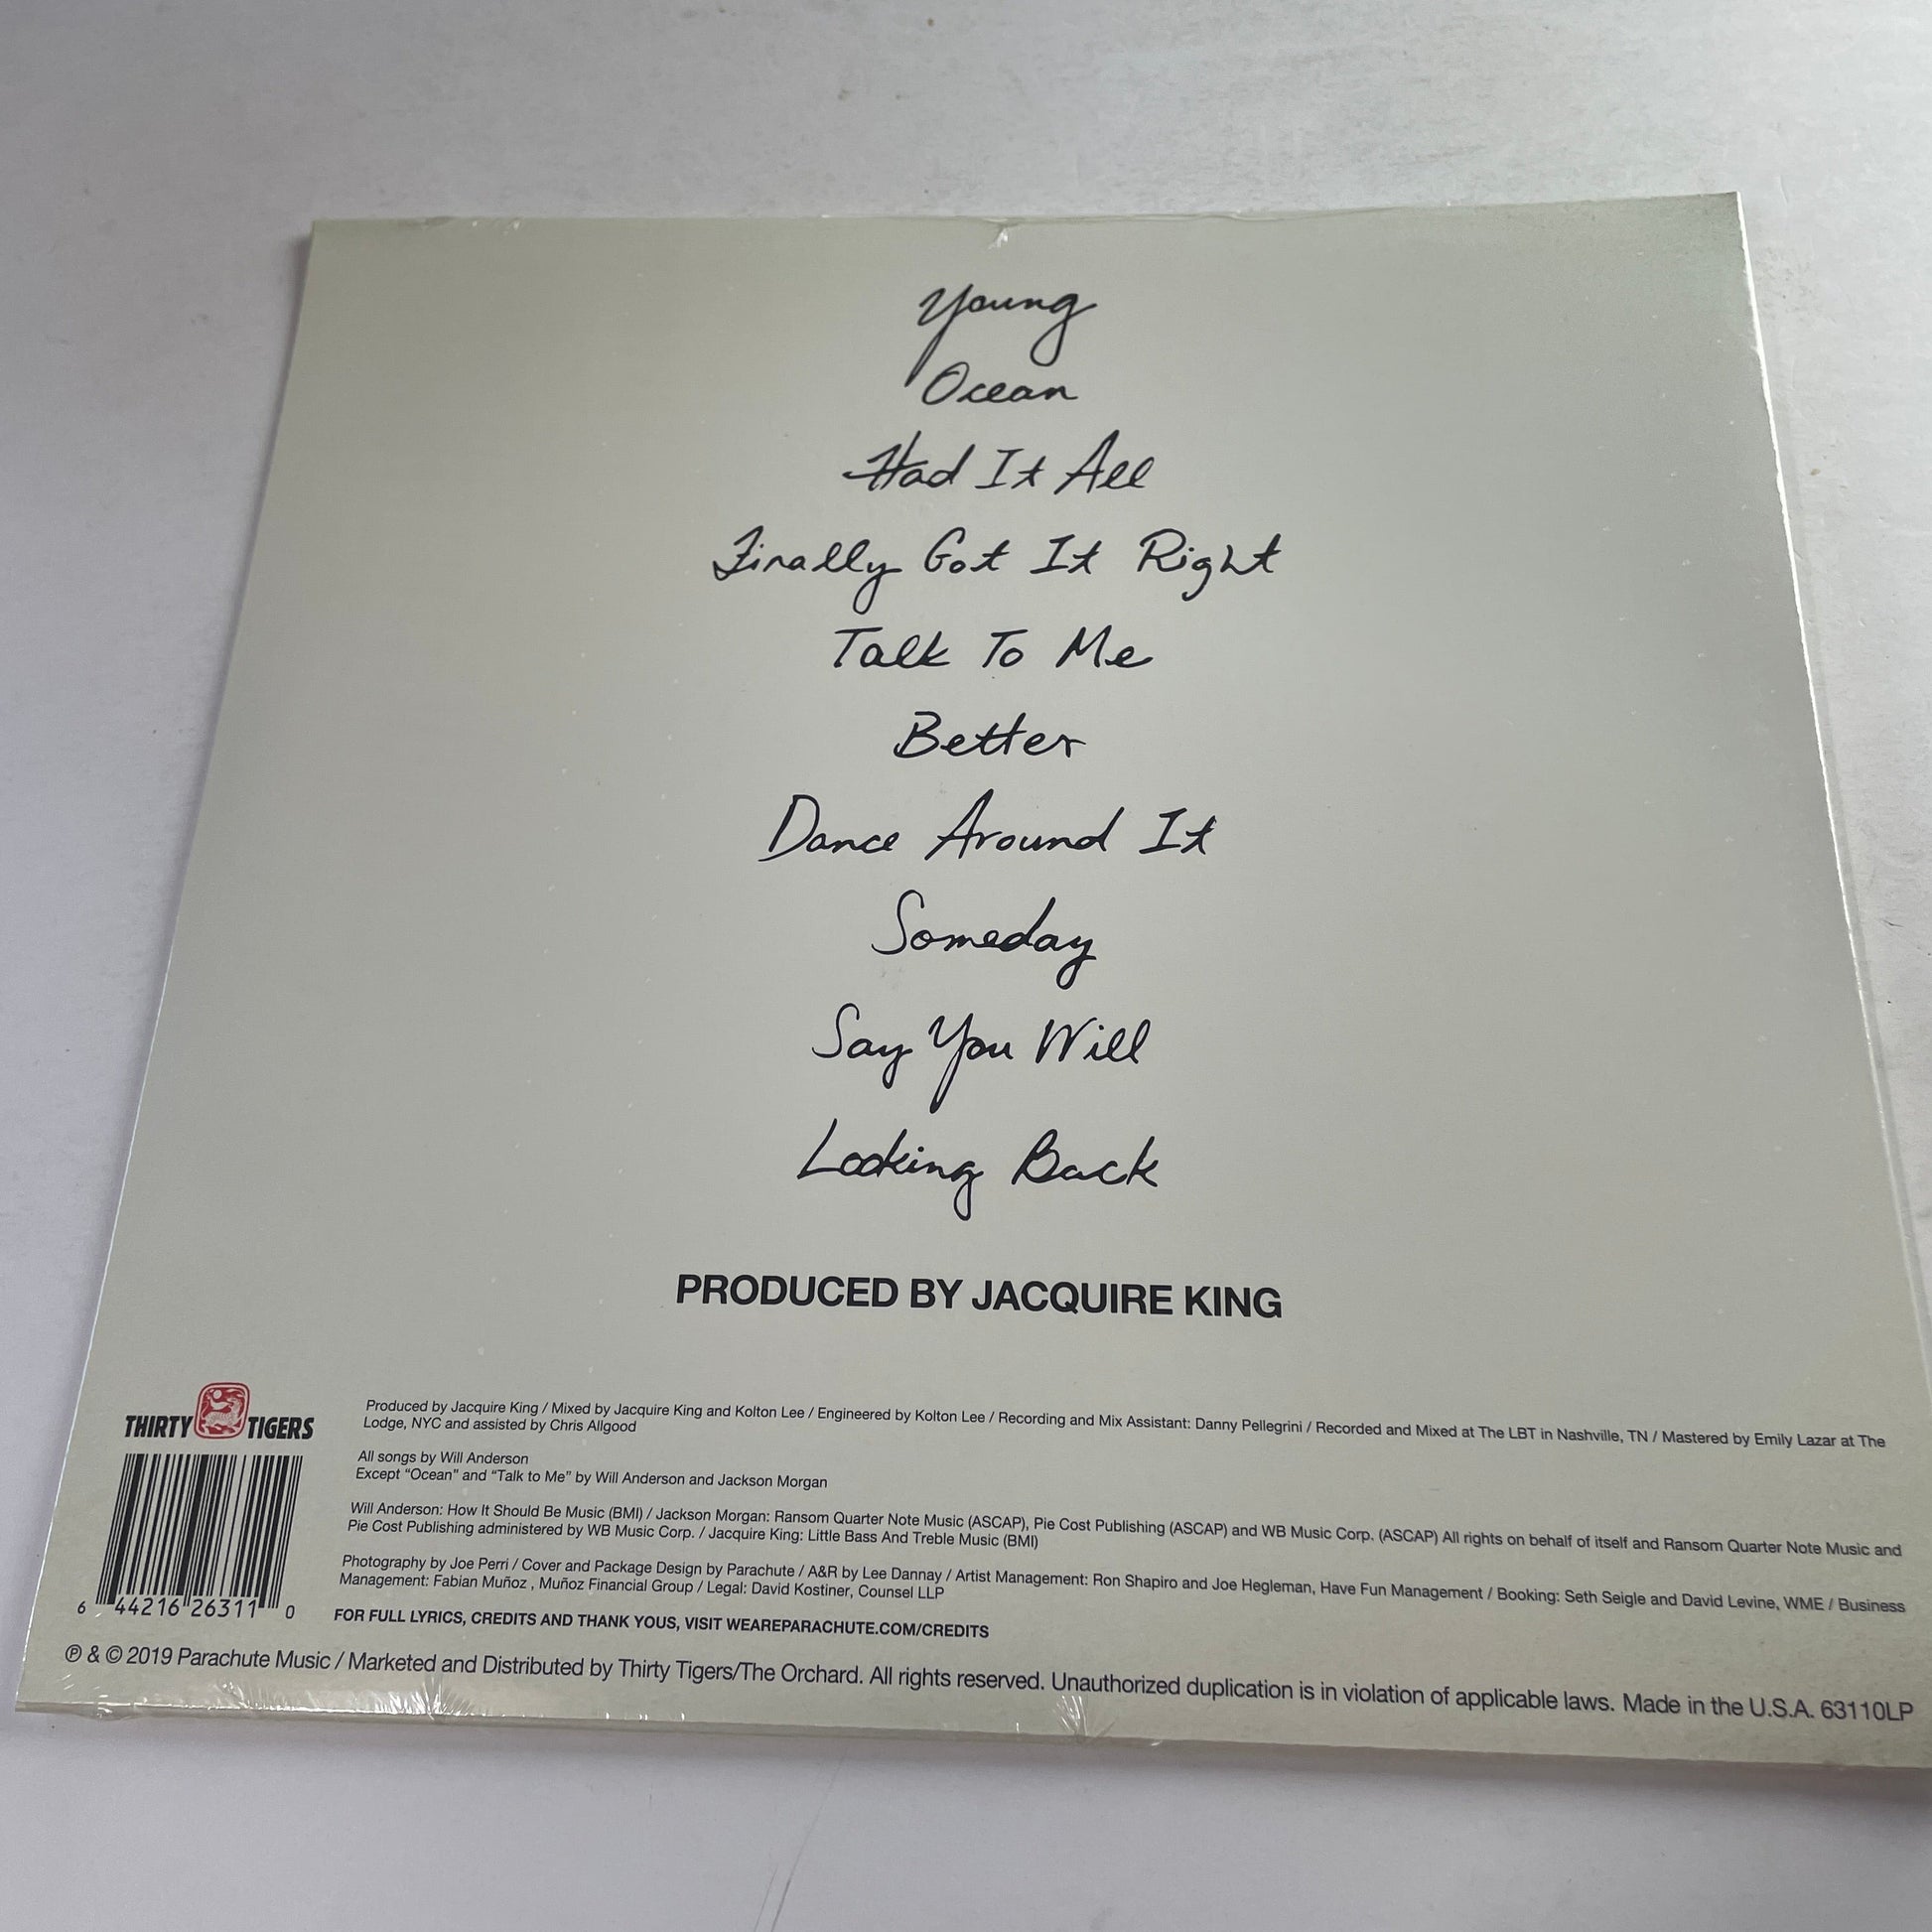 Young
Ocean
Had It All
Finally Got It Right
Talk To Me
Better
Dance Around It
Someday
Say You Will
Looking Back
PRODUCED BY JACQUIRE KING
THIRTY TIGERS
6 44216 26311 0
Produced by Jacquire King / Mixed by Jacquire King and Kolton Lee / Engineered by Kolton Lee / Recording and Mix Assistant: Danny Pellegrini / Recorded and Mixed at The LBT in Nashville, TN / Mastered by Emily Lazar at The
Lodge, NYC and assisted by Chris Allgood
All songs by Will Anderson
Except “Ocean” and “Talk to Me” by Will Anderson and Jackson Morgan
Will Anderson: How It Should Be Music (BMI) / Jackson Morgan: Ransom Quarter Note Music (ASCAP), Pie Cost Publishing (ASCAP) and WB Music Corp. (ASCAP) All rights on behalf of itself and Ransom Quarter Note Music and
Pie Cost Publishing administered by WB Music Corp. / Jacquire King: Little Bass And Treble Music (BMI)
Photography by Joe Perri / Cover and Package Design by Parachute / A&R by Lee Dannay / Artist Management: Ron Shapiro and Joe Hegleman, Have Fun Management / Booking: Seth Seigle and David Levine, WME / Business
Management: Fabian Muñoz , Muñoz Financial Group / Legal: David Kostiner, Counsel LLP
FOR FULL LYRICS, CREDITS AND THANK YOUS, VISIT WEAREPARACHUTE.COM/CREDITS
℗ & © 2019 Parachute Music / Marketed and Distributed by Thirty Tigers/The Orchard. All rights reserved. Unauthorized duplication is in violation of applicable laws. Made in the U.S.A. 63110LP